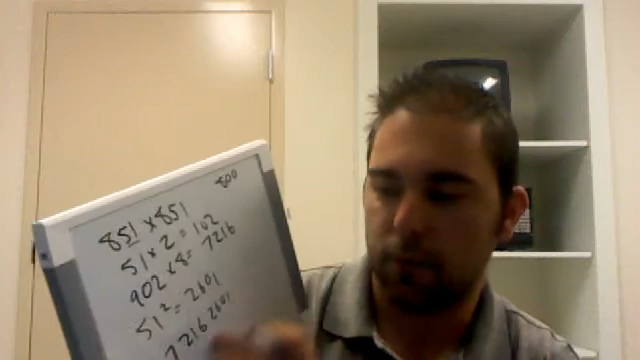 800
851 x 851
51 x 2 = 102
902 x 8 = 7216
51² = 2601
7216 2601